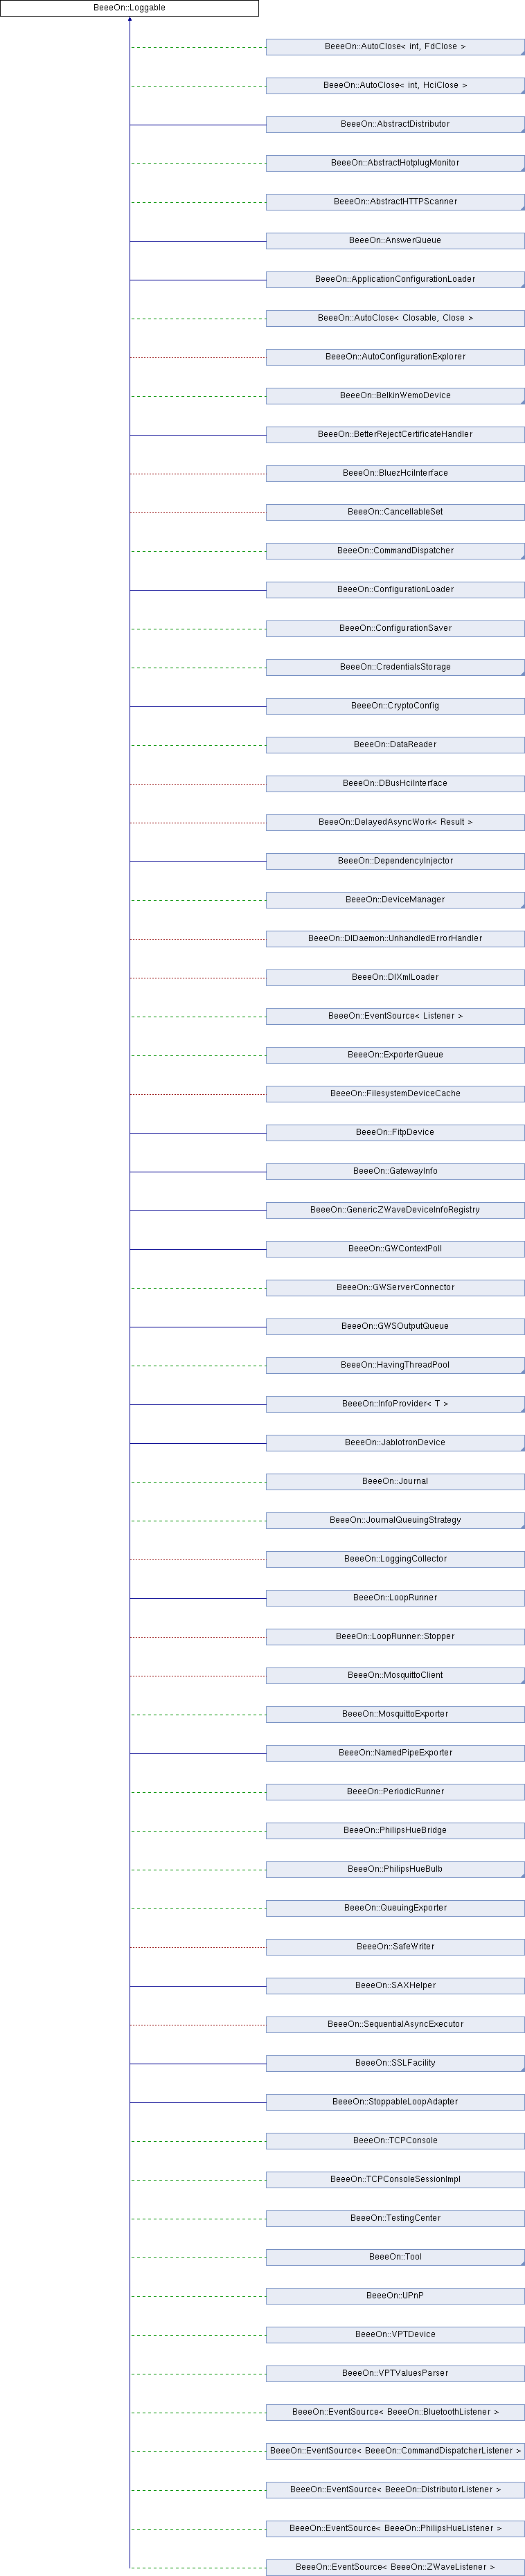 BeeeOn::Loggable
BeeeOn::AutoClose< int, FdClose >
BeeeOn::AutoClose< int, HciClose >
BeeeOn::AbstractDistributor
BeeeOn::AbstractHotplugMonitor
BeeeOn::AbstractHTTPScanner
BeeeOn::AnswerQueue
BeeeOn::ApplicationConfigurationLoader
BeeeOn::AutoClose< Closable, Close >
BeeeOn::AutoConfigurationExplorer
BeeeOn::BelkinWemoDevice
BeeeOn::BetterRejectCertificateHandler
BeeeOn::BluezHciInterface
BeeeOn::CancellableSet
BeeeOn::CommandDispatcher
BeeeOn::ConfigurationLoader
BeeeOn::ConfigurationSaver
BeeeOn::CredentialsStorage
BeeeOn::CryptoConfig
BeeeOn::DataReader
BeeeOn::DBusHciInterface
BeeeOn::DelayedAsyncWork< Result >
BeeeOn::DependencyInjector
BeeeOn::DeviceManager
BeeeOn::DIDaemon::UnhandledErrorHandler
BeeeOn::DIXmlLoader
BeeeOn::EventSource< Listener >
BeeeOn::ExporterQueue
BeeeOn::FilesystemDeviceCache
BeeeOn::FitpDevice
BeeeOn::GatewayInfo
BeeeOn::GenericZWaveDeviceInfoRegistry
BeeeOn::GWContextPoll
BeeeOn::GWServerConnector
BeeeOn::GWSOutputQueue
BeeeOn::HavingThreadPool
BeeeOn::InfoProvider< T >
BeeeOn::JablotronDevice
BeeeOn::Journal
BeeeOn::JournalQueuingStrategy
BeeeOn::LoggingCollector
BeeeOn::LoopRunner
BeeeOn::LoopRunner::Stopper
BeeeOn::MosquittoClient
BeeeOn::MosquittoExporter
BeeeOn::NamedPipeExporter
BeeeOn::PeriodicRunner
BeeeOn::PhilipsHueBridge
BeeeOn::PhilipsHueBulb
BeeeOn::QueuingExporter
BeeeOn::SafeWriter
BeeeOn::SAXHelper
BeeeOn::SequentialAsyncExecutor
BeeeOn::SSLFacility
BeeeOn::StoppableLoopAdapter
BeeeOn::TCPConsole
BeeeOn::TCPConsoleSessionImpl
BeeeOn::TestingCenter
BeeeOn::Tool
BeeeOn::UPnP
BeeeOn::VPTDevice
BeeeOn::VPTValuesParser
BeeeOn::EventSource< BeeeOn::BluetoothListener >
BeeeOn::EventSource< BeeeOn::CommandDispatcherListener >
BeeeOn::EventSource< BeeeOn::DistributorListener >
BeeeOn::EventSource< BeeeOn::PhilipsHueListener >
BeeeOn::EventSource< BeeeOn::ZWaveListener >